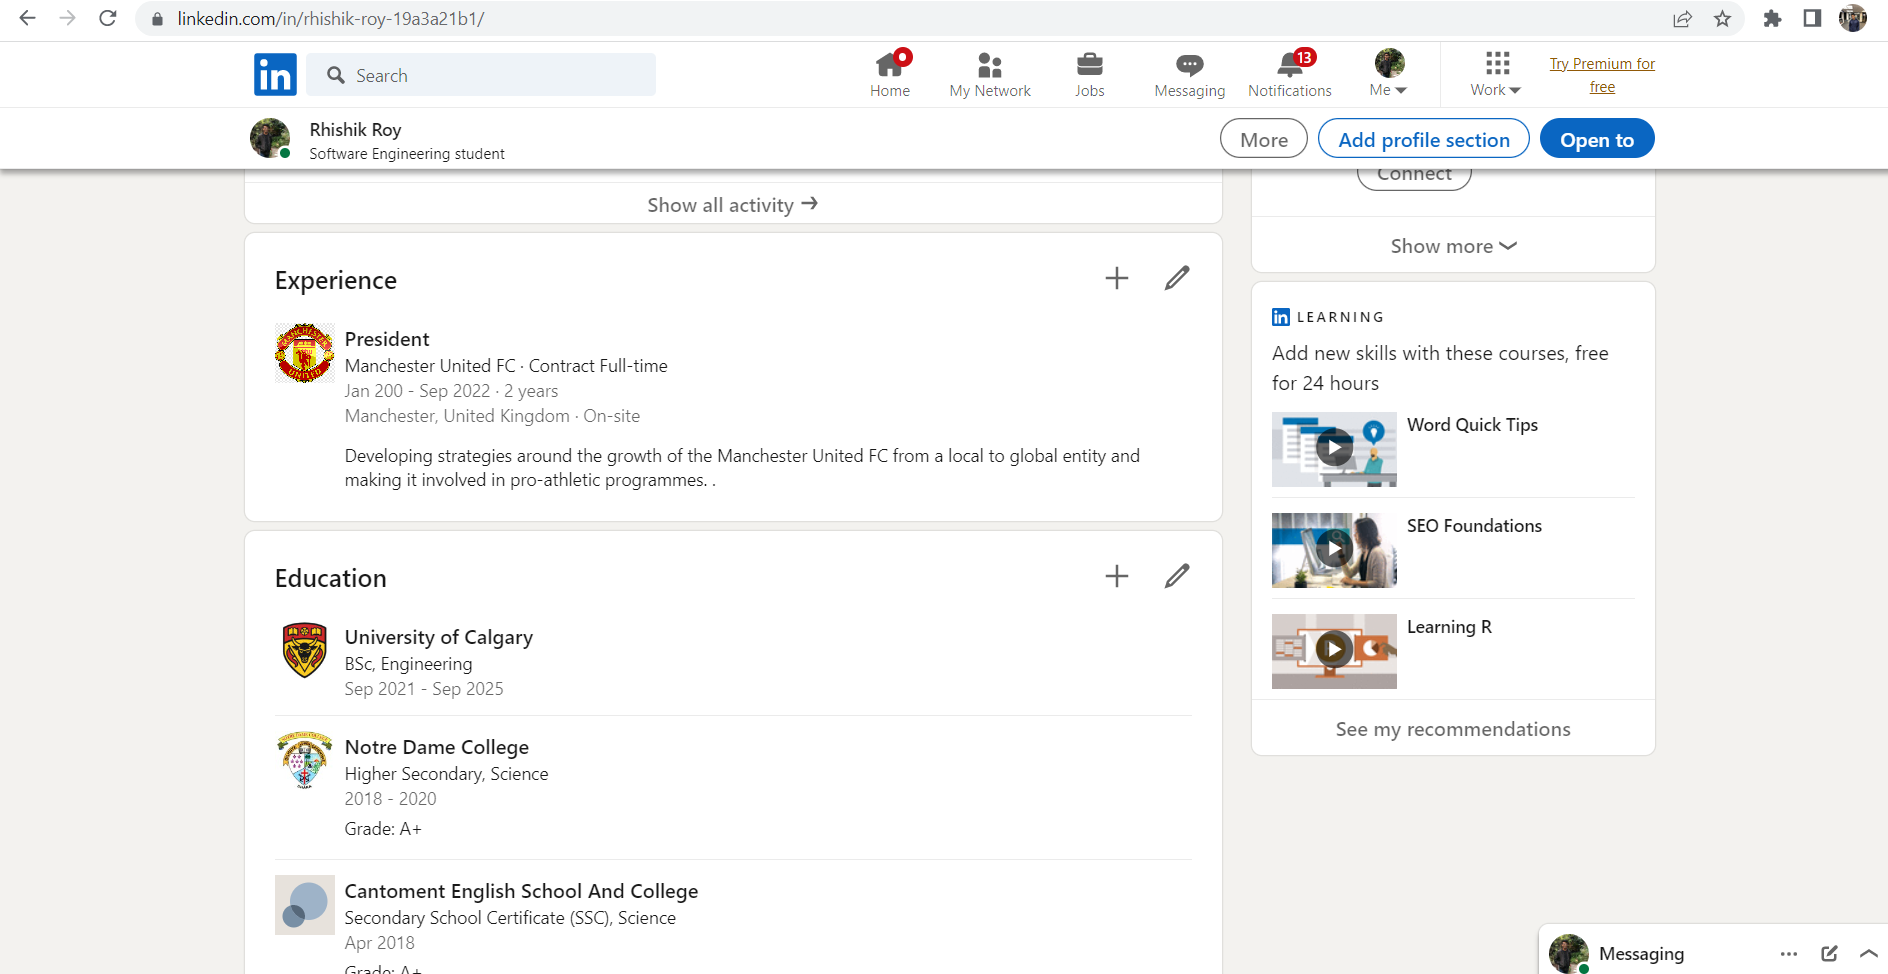 linkedin.com/in/rhishik-roy-19a3a21b1/
in
Search
Home
My Network
Jobs
Messaging
13
Notifications
Me
Work
Try Premium for
free
Rhishik Roy
Software Engineering student
More
Add profile section
Open to
Show all activity →
Connect
Show more
Experience
President
Manchester United FC · Contract Full-time
Jan 200 - Sep 2022 · 2 years
Manchester, United Kingdom · On-site
Developing strategies around the growth of the Manchester United FC from a local to global entity and
making it involved in pro-athletic programmes. .
Education
University of Calgary
BSc, Engineering
Sep 2021 - Sep 2025
Notre Dame College
Higher Secondary, Science
2018 - 2020
Grade: A+
Cantoment English School And College
Secondary School Certificate (SSC), Science
Apr 2018
Grade: A+
in LEARNING
Add new skills with these courses, free
for 24 hours
Word Quick Tips
SEO Foundations
Learning R
See my recommendations
Messaging
MANCHESTER
UNITED